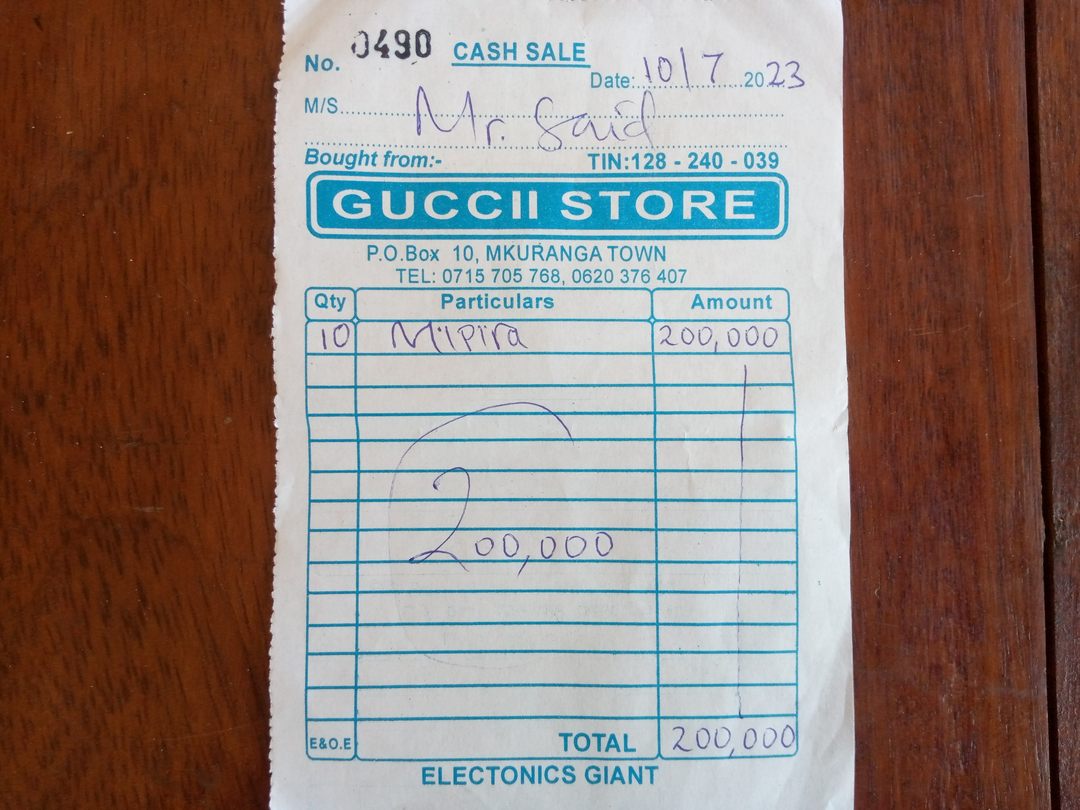 No. 0490 CASH SALE
Date: 10/7 2023
M/S Mr. Said
Bought from:- TIN:128 - 240 - 039
GUCCII STORE
P.O.Box 10, MKURANGA TOWN
TEL: 0715 705 768, 0620 376 407
Qty Particulars Amount
10 Mipira 200,000
200,000
E&O.E TOTAL 200,000
ELECTONICS GIANT